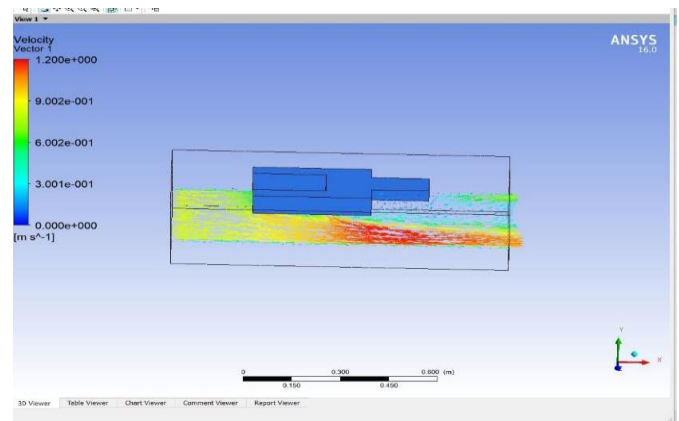 View 1
Velocity
Vector 1
1.200e+000
9.002e-001
6.002e-001
3.001e-001
0.000e+000
[m s^-1]
ANSYS
16.0
Y
X
0
0.300
0.600 (m)
0.150
0.450
3D Viewer
Table Viewer
Chart Viewer
Comment Viewer
Report Viewer